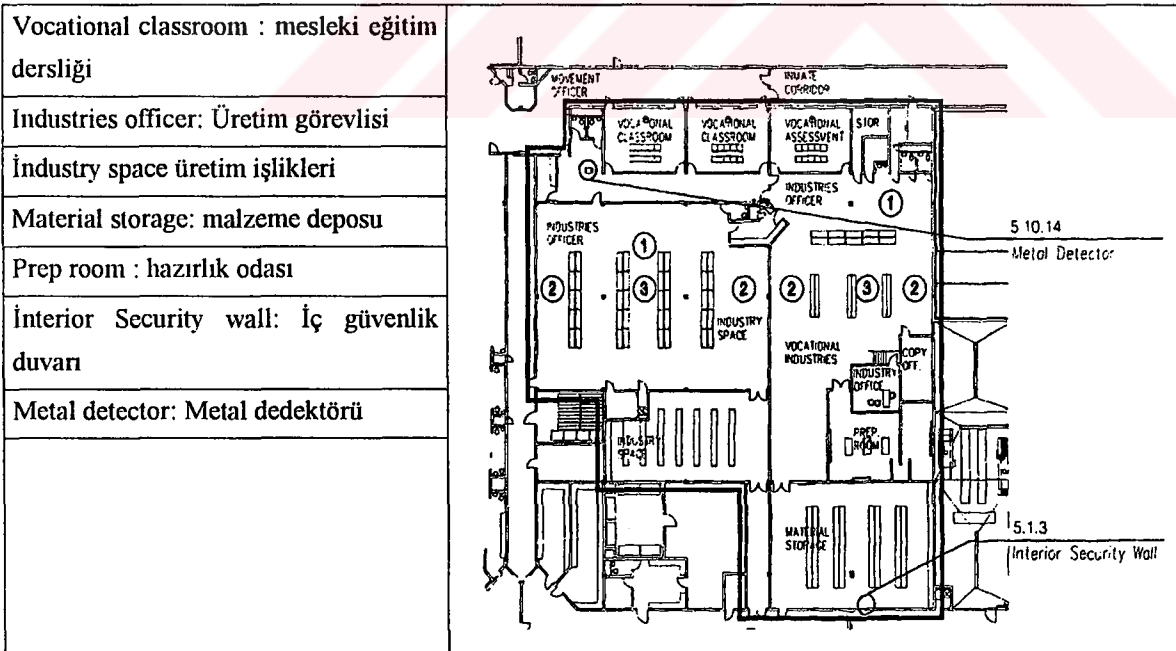 Vocational classroom : mesleki eğitim
dersliği
Industries officer: Üretim görevlisi
İndustry space üretim işlikleri
Material storage: malzeme deposu
Prep room : hazırlık odası
İnterior Security wall: İç güvenlik
duvarı
Metal detector: Metal dedektörü
MOVEMENT
OFFICER
INMATE
CORRIDOR
VOCATIONAL
CLASSROOM
VOCATIONAL
CLASSROOM
VOCATIONAL
ASSESSMENT
STOR
INDUSTRIES
OFFICER
1
5.10.14
Metal Detector
INDUSTRIES
OFFICER
1
2
3
2
2
3
2
INDUSTRY
SPACE
VOCATIONAL
INDUSTRIES
COPY
OFF.
INDUSTRY
OFFICE
PREP.
ROOM
INDUSTRY
SPACE
MATERIAL
STORAGE
5.1.3
Interior Security Wall